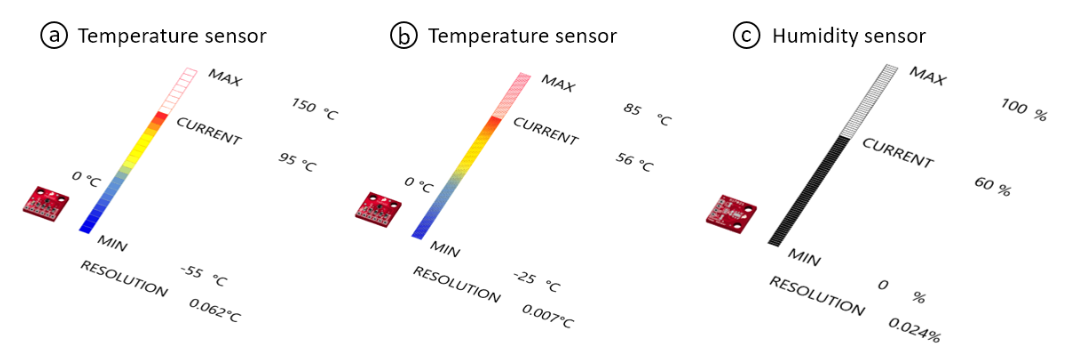 ⓐ Temperature sensor
MAX
150 °C
CURRENT
95 °C
0 °C
MIN
-55 °C
RESOLUTION
0.062°C
ⓑ Temperature sensor
MAX
85 °C
CURRENT
56 °C
0 °C
MIN
-25 °C
RESOLUTION
0.007°C
ⓒ Humidity sensor
MAX
100 %
CURRENT
60 %
MIN
0 %
RESOLUTION
0.024%